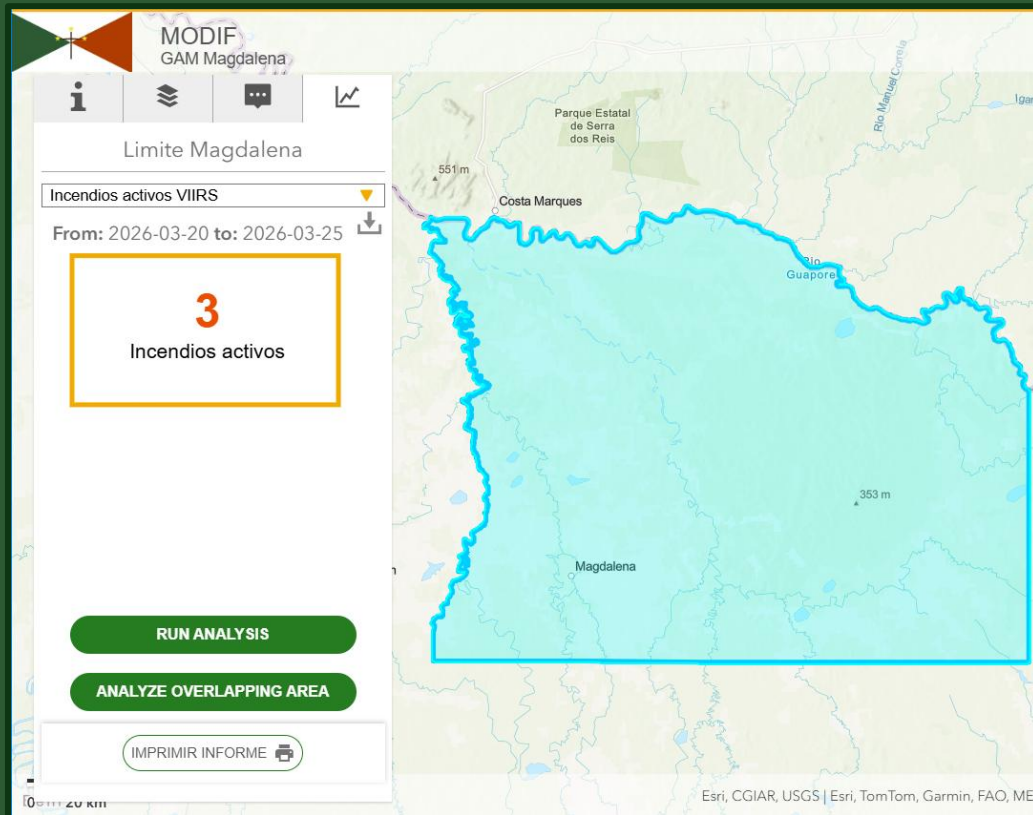 MODIF
GAM Magdalena
Limite Magdalena
Incendios activos VIIRS
From: 2026-03-20 to: 2026-03-25
3
Incendios activos
RUN ANALYSIS
ANALYZE OVERLAPPING AREA
IMPRIMIR INFORME
20 km
Parque Estatal
de Serra
dos Reis
551 m
Costa Marques
Rio Manuel Correia
Rio
Guapore
353 m
Magdalena
Esri, CGIAR, USGS | Esri, TomTom, Garmin, FAO, ME